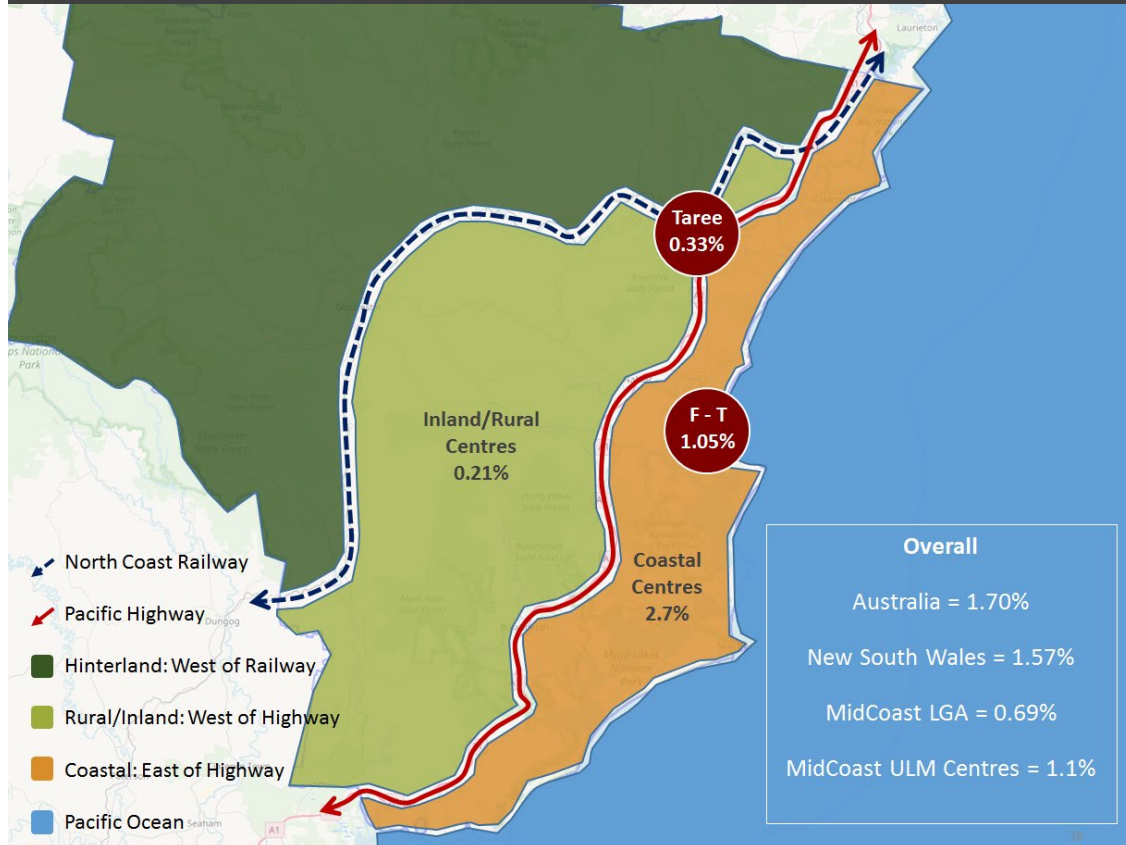 Laurieton
Taree
0.33%
F - T
1.05%
Inland/Rural
Centres
0.21%
Coastal
Centres
2.7%
Overall
Australia = 1.70%
New South Wales = 1.57%
MidCoast LGA = 0.69%
MidCoast ULM Centres = 1.1%
North Coast Railway
Pacific Highway
Dungog
Hinterland: West of Railway
Rural/Inland: West of Highway
Coastal: East of Highway
Pacific Ocean
Seaham
A1
16